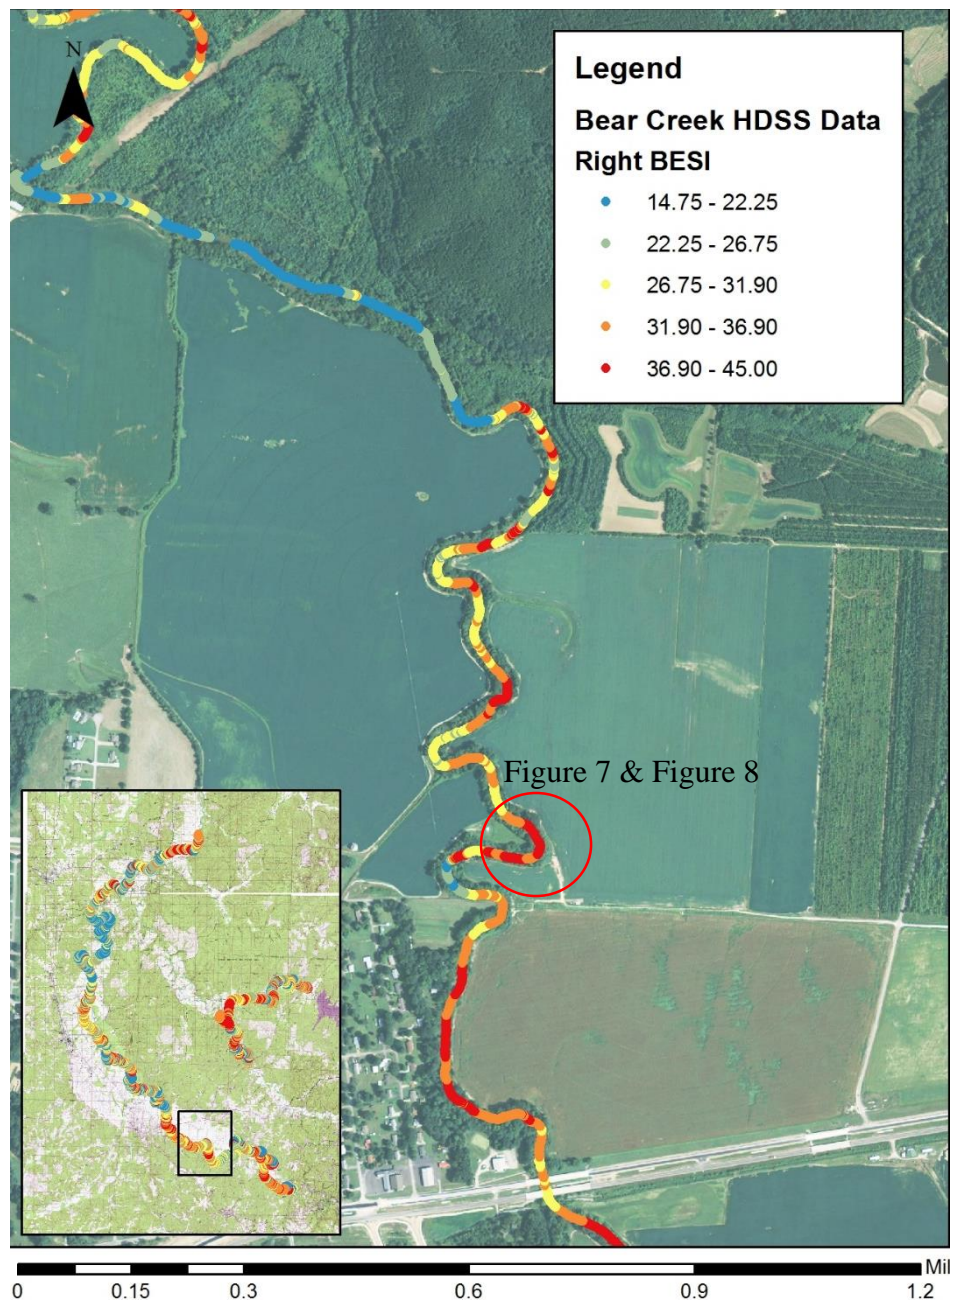 N
Legend
Bear Creek HDSS Data
Right BESI
14.75 - 22.25
22.25 - 26.75
26.75 - 31.90
31.90 - 36.90
36.90 - 45.00
Figure 7 & Figure 8
Mil
0 0.15 0.3 0.6 0.9 1.2